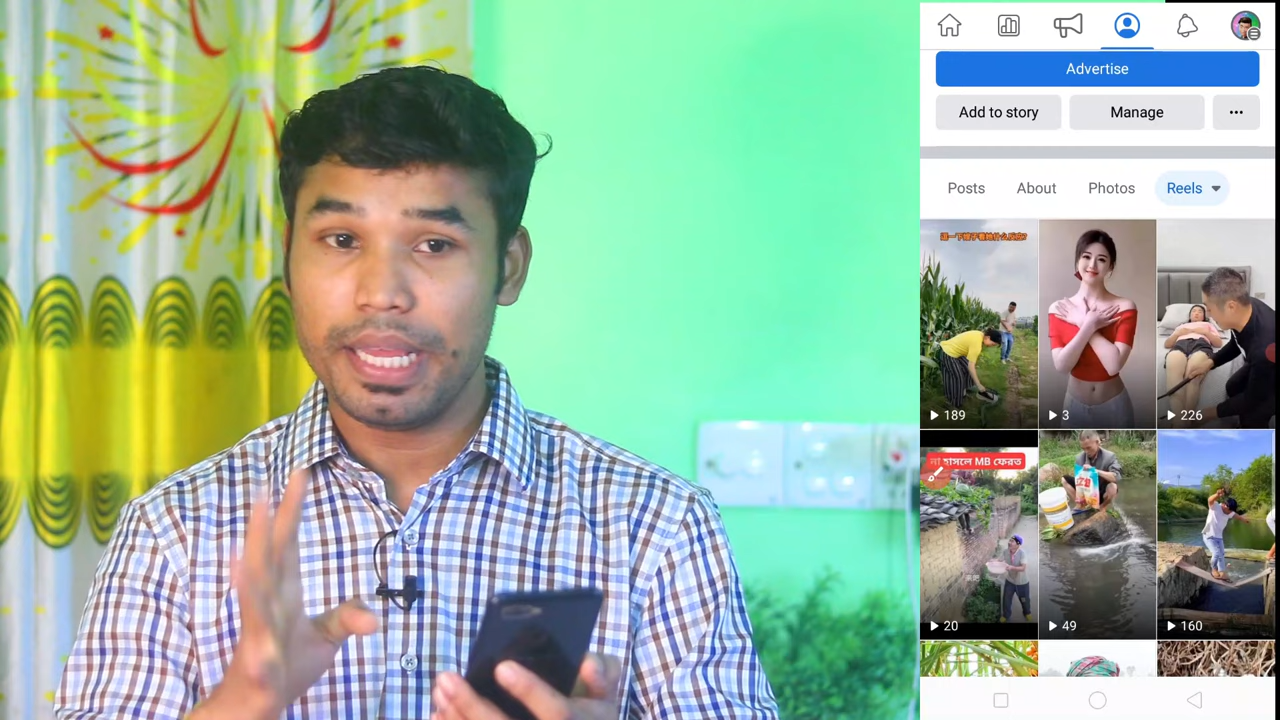 Advertise
Add to story
Manage
Posts
About
Photos
Reels
189
3
226
না হাসলে MB ফেরত
20
49
160